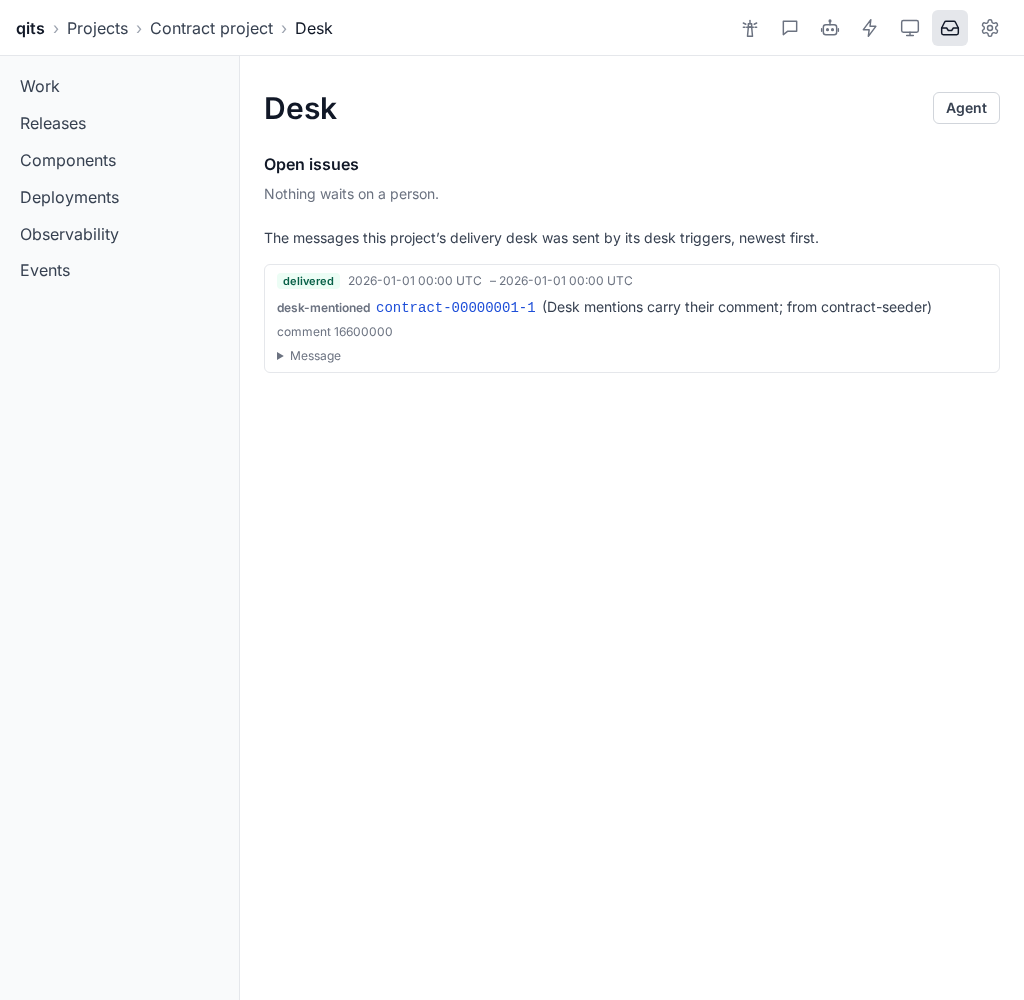 qits › Projects › Contract project › Desk
Work
Releases
Components
Deployments
Observability
Events
Desk
Agent
Open issues
Nothing waits on a person.
The messages this project’s delivery desk was sent by its desk triggers, newest first.
delivered 2026-01-01 00:00 UTC – 2026-01-01 00:00 UTC
desk-mentioned contract-00000001-1 (Desk mentions carry their comment; from contract-seeder)
comment 16600000
Message